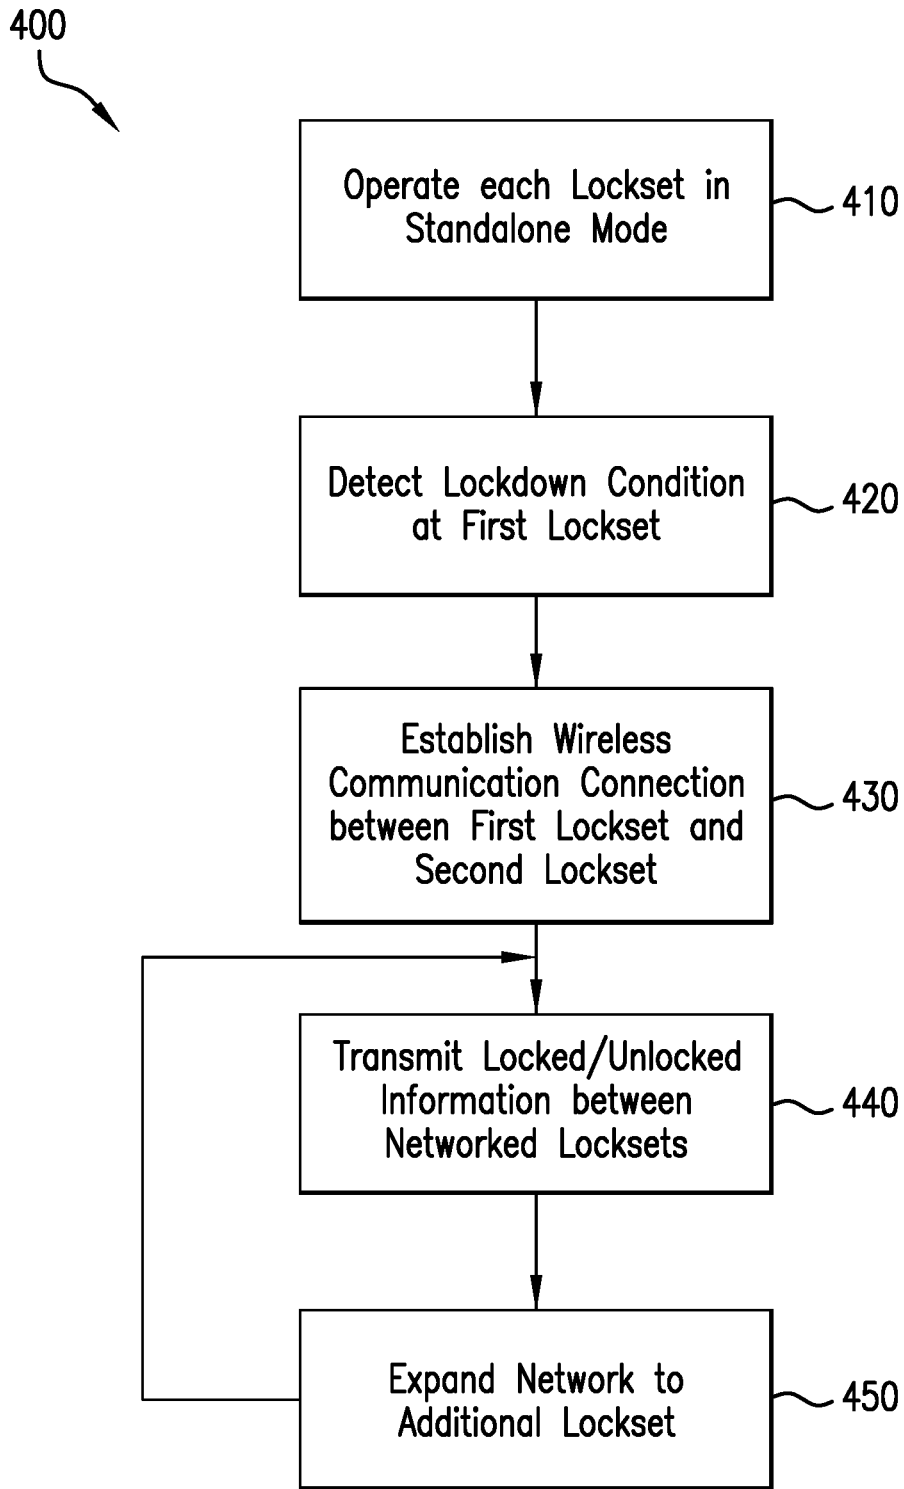 400
Operate each Lockset in
Standalone Mode
410
Detect Lockdown Condition
at First Lockset
420
Establish Wireless
Communication Connection
between First Lockset and
Second Lockset
430
Transmit Locked/Unlocked
Information between
Networked Locksets
440
Expand Network to
Additional Lockset
450